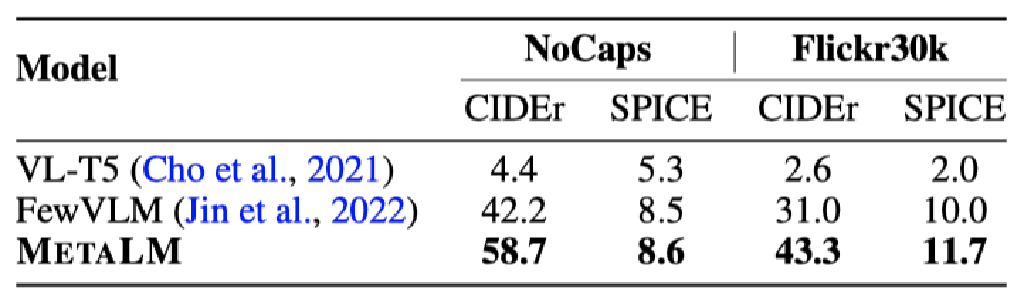 Model NoCaps Flickr30k
CIDEr SPICE CIDEr SPICE
VL-T5 (Cho et al., 2021) 4.4 5.3 2.6 2.0
FewVLM (Jin et al., 2022) 42.2 8.5 31.0 10.0
METALM 58.7 8.6 43.3 11.7